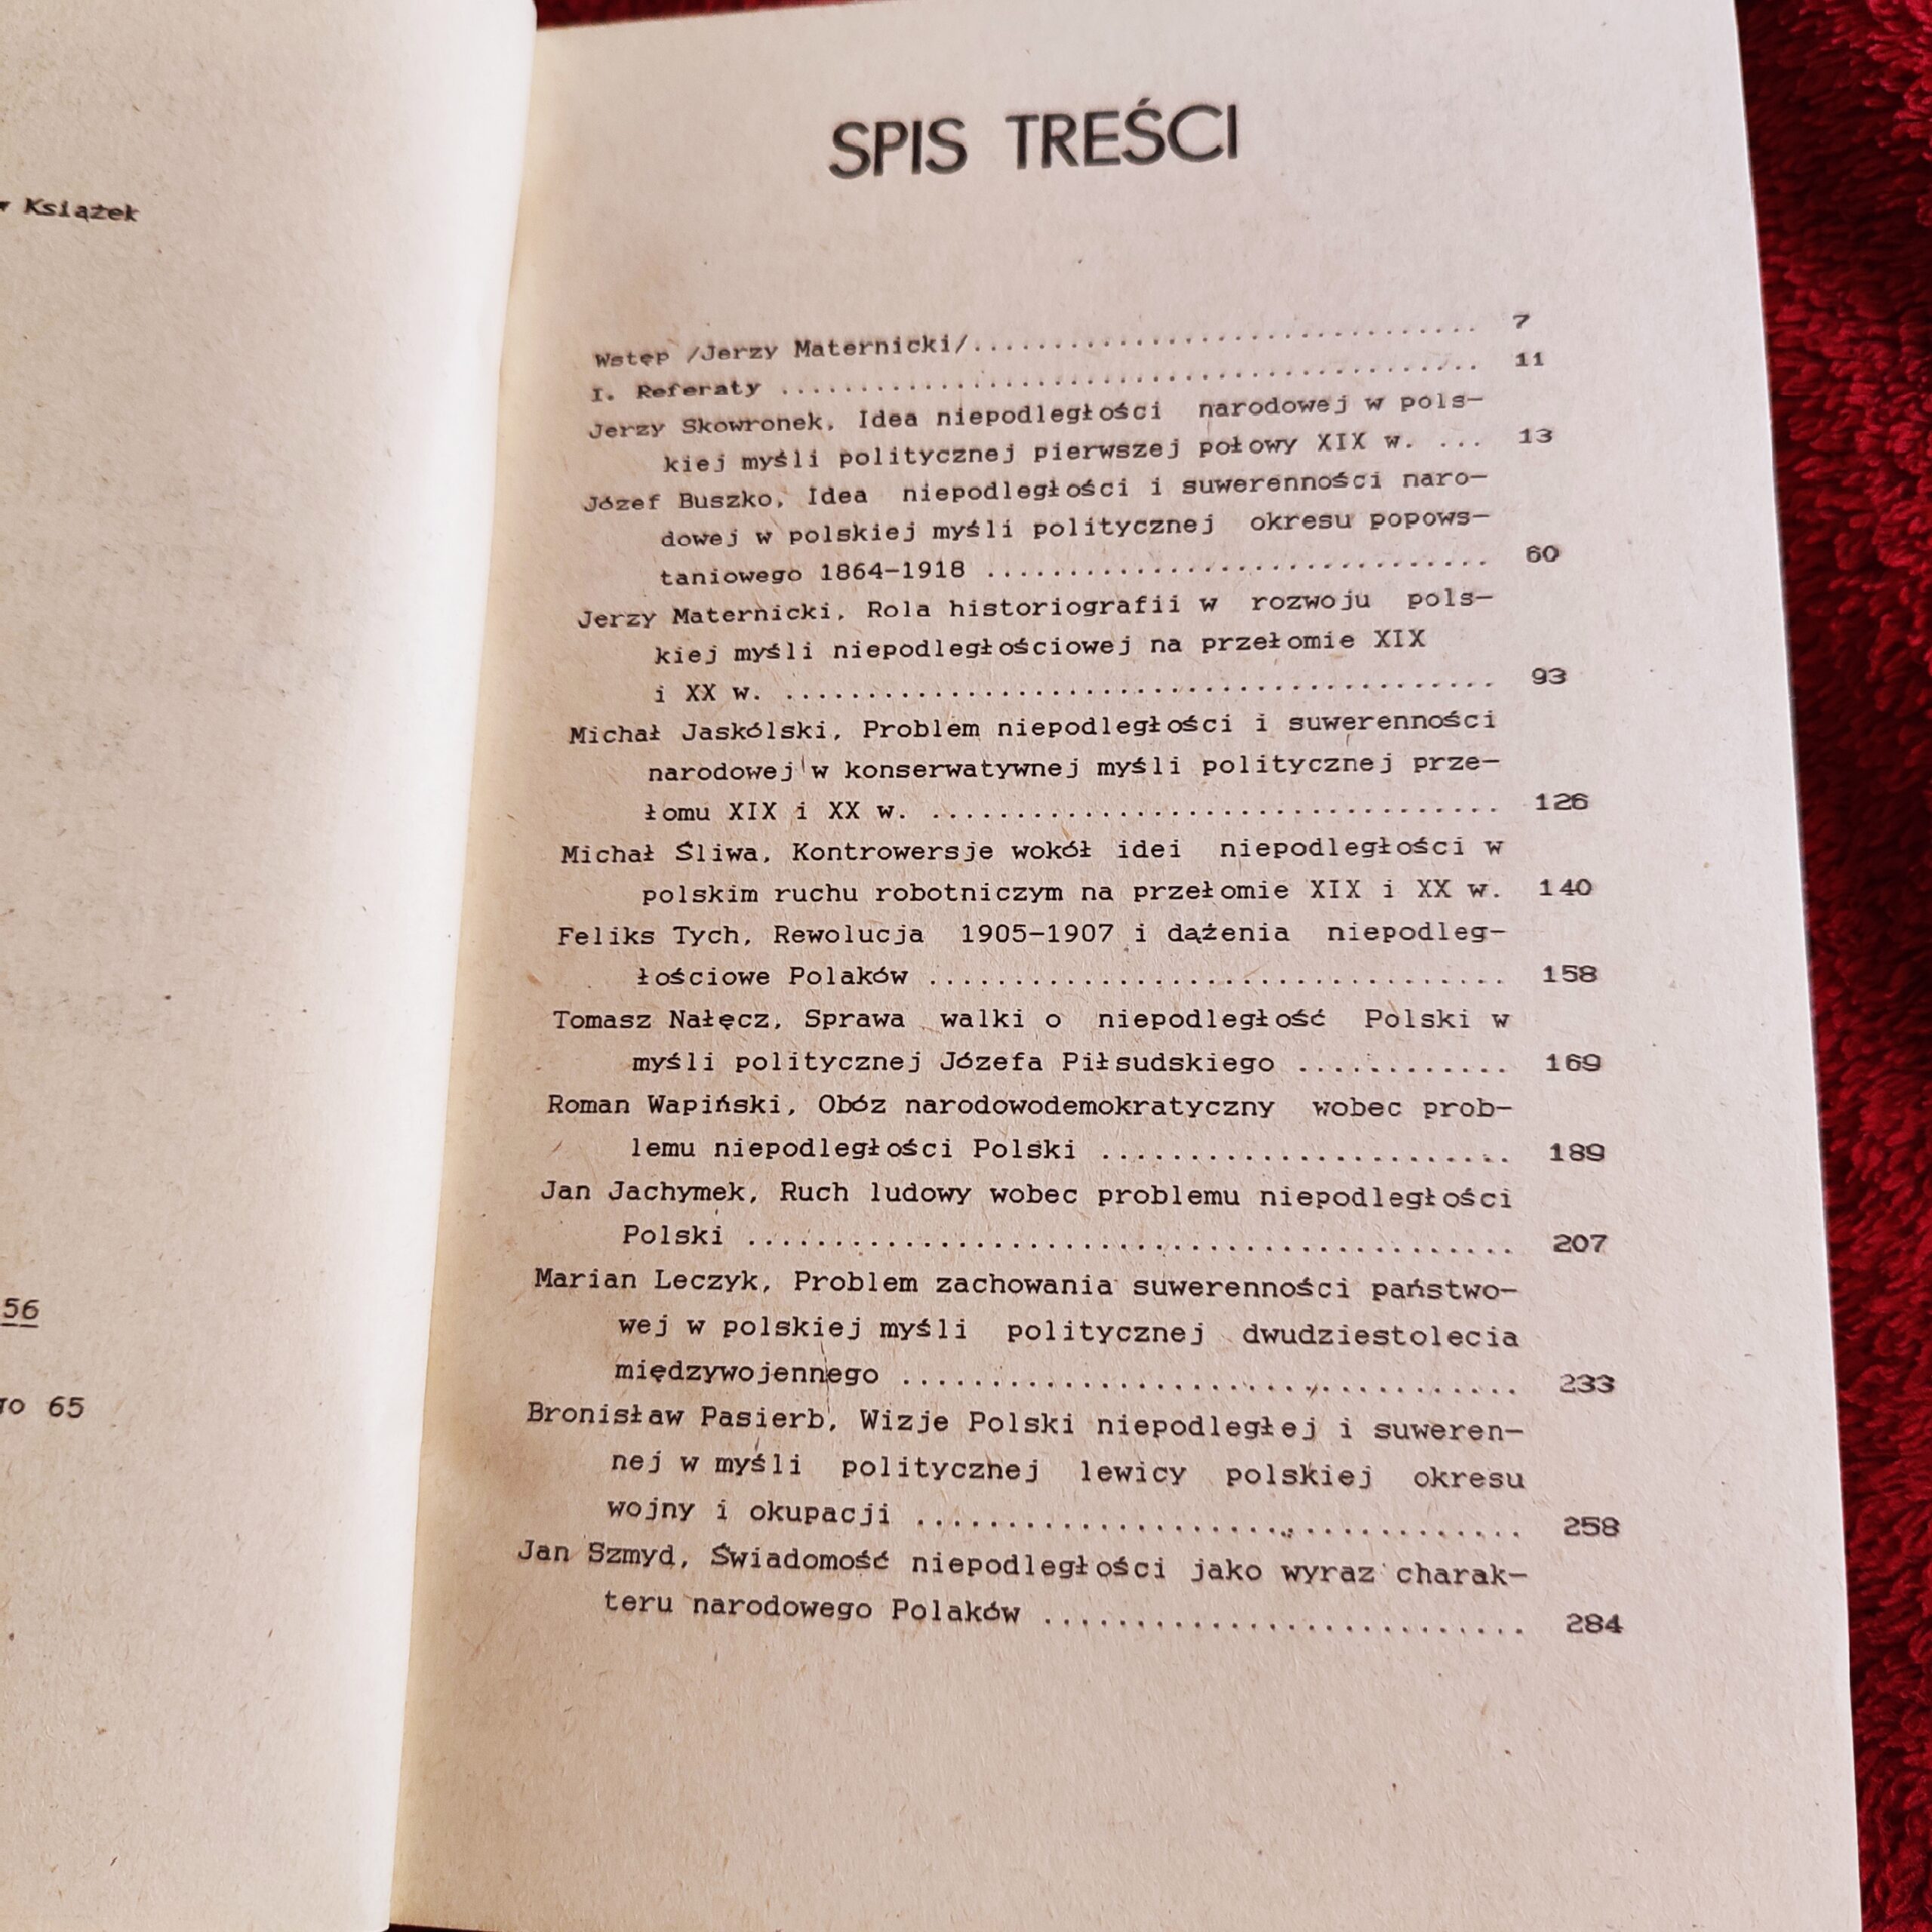 Książek
56
65
SPIS TREŚCI
Wstęp /Jerzy Maternicki/................................ 7
I. Referaty ............................................ 11
Jerzy Skowronek, Idea niepodległości narodowej w pols-
kiej myśli politycznej pierwszej połowy XIX w. ... 13
Józef Buszko, Idea niepodległości i suwerenności naro-
dowej w polskiej myśli politycznej okresu popows-
taniowego 1864-1918 ............................... 60
Jerzy Maternicki, Rola historiografii w rozwoju pols-
kiej myśli niepodległościowej na przełomie XIX
i XX w. ............................................ 93
Michał Jaskólski, Problem niepodległości i suwerenności
narodowej w konserwatywnej myśli politycznej prze-
łomu XIX i XX w. .................................. 126
Michał Śliwa, Kontrowersje wokół idei niepodległości w
polskim ruchu robotniczym na przełomie XIX i XX w. 140
Feliks Tych, Rewolucja 1905-1907 i dążenia niepodleg-
łościowe Polaków .................................. 158
Tomasz Nałęcz, Sprawa walki o niepodległość Polski w
myśli politycznej Józefa Piłsudskiego ............ 169
Roman Wapiński, Obóz narodowodemokratyczny wobec prob-
lemu niepodległości Polski ........................ 189
Jan Jachymek, Ruch ludowy wobec problemu niepodległości
Polski ............................................. 207
Marian Leczyk, Problem zachowania suwerenności państwo-
wej w polskiej myśli politycznej dwudziestolecia
międzywojennego .................................... 233
Bronisław Pasierb, Wizje Polski niepodległej i suweren-
nej w myśli politycznej lewicy polskiej okresu
wojny i okupacji ................................... 258
Jan Szmyd, Świadomość niepodległości jako wyraz charak-
teru narodowego Polaków ........................... 284